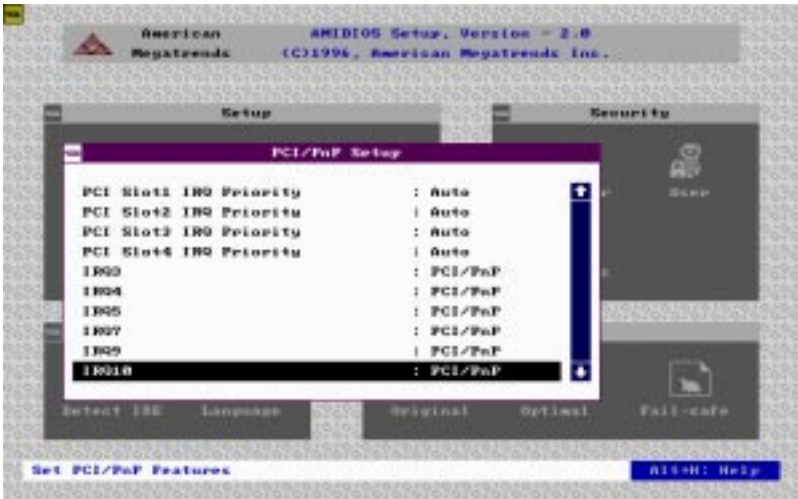 American Megatrends
AMIBIOS Setup, Version - 2.0
(C)1996, American Megatrends Inc.
Setup
Security
PCI/PnP Setup
PCI Slot1 IRQ Priority : Auto
PCI Slot2 IRQ Priority : Auto
PCI Slot3 IRQ Priority : Auto
PCI Slot4 IRQ Priority : Auto
IRQ3 : PCI/PnP
IRQ4 : PCI/PnP
IRQ5 : PCI/PnP
IRQ7 : PCI/PnP
IRQ9 : PCI/PnP
IRQ10 : PCI/PnP
User
Detect IDE Language
Original Optimal Fail-safe
Set PCI/PnP Features
Alt+H: Help